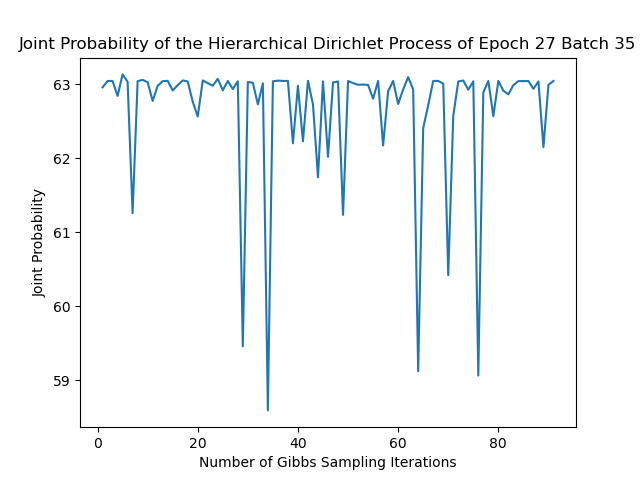 Joint Probability of the Hierarchical Dirichlet Process of Epoch 27 Batch 35
63
62
61
60
59
Joint Probability
0 20 40 60 80
Number of Gibbs Sampling Iterations